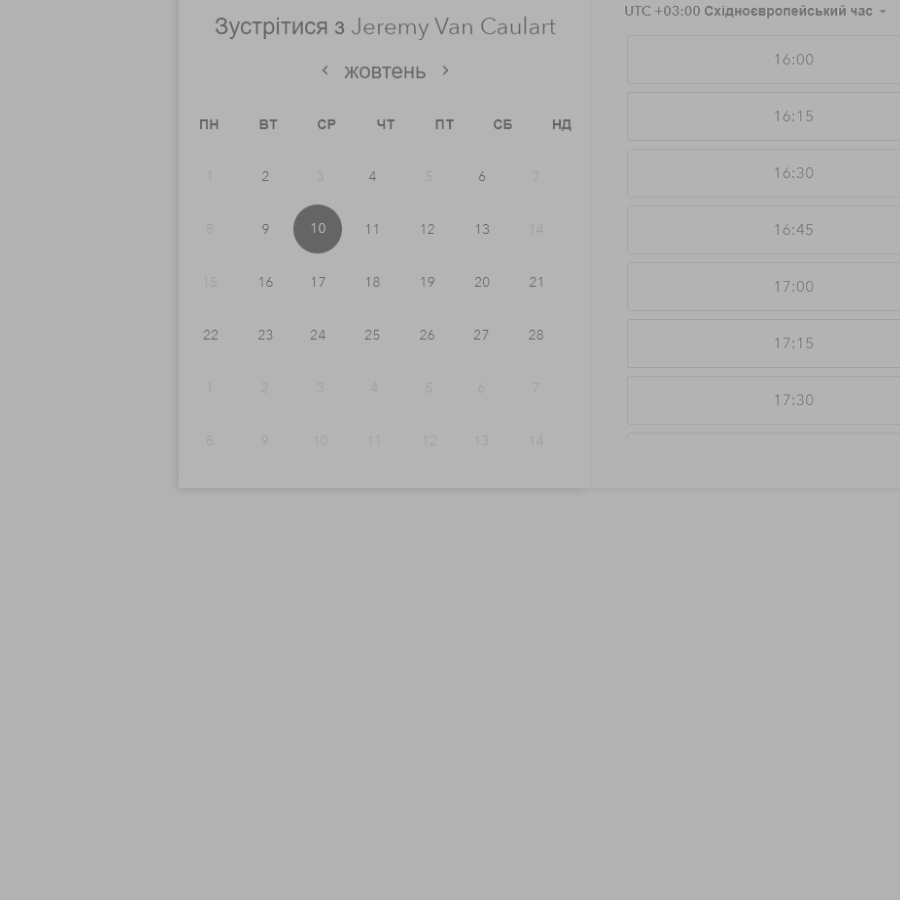 Зустрітися з Jeremy Van Caulart
‹ жовтень ›
ПН ВТ СР ЧТ ПТ СБ НД
1 2 3 4 5 6 7
8 9 10 11 12 13 14
15 16 17 18 19 20 21
22 23 24 25 26 27 28
1 2 3 4 5 6 7
8 9 10 11 12 13 14
UTC +03:00 Східноєвропейський час
16:00
16:15
16:30
16:45
17:00
17:15
17:30